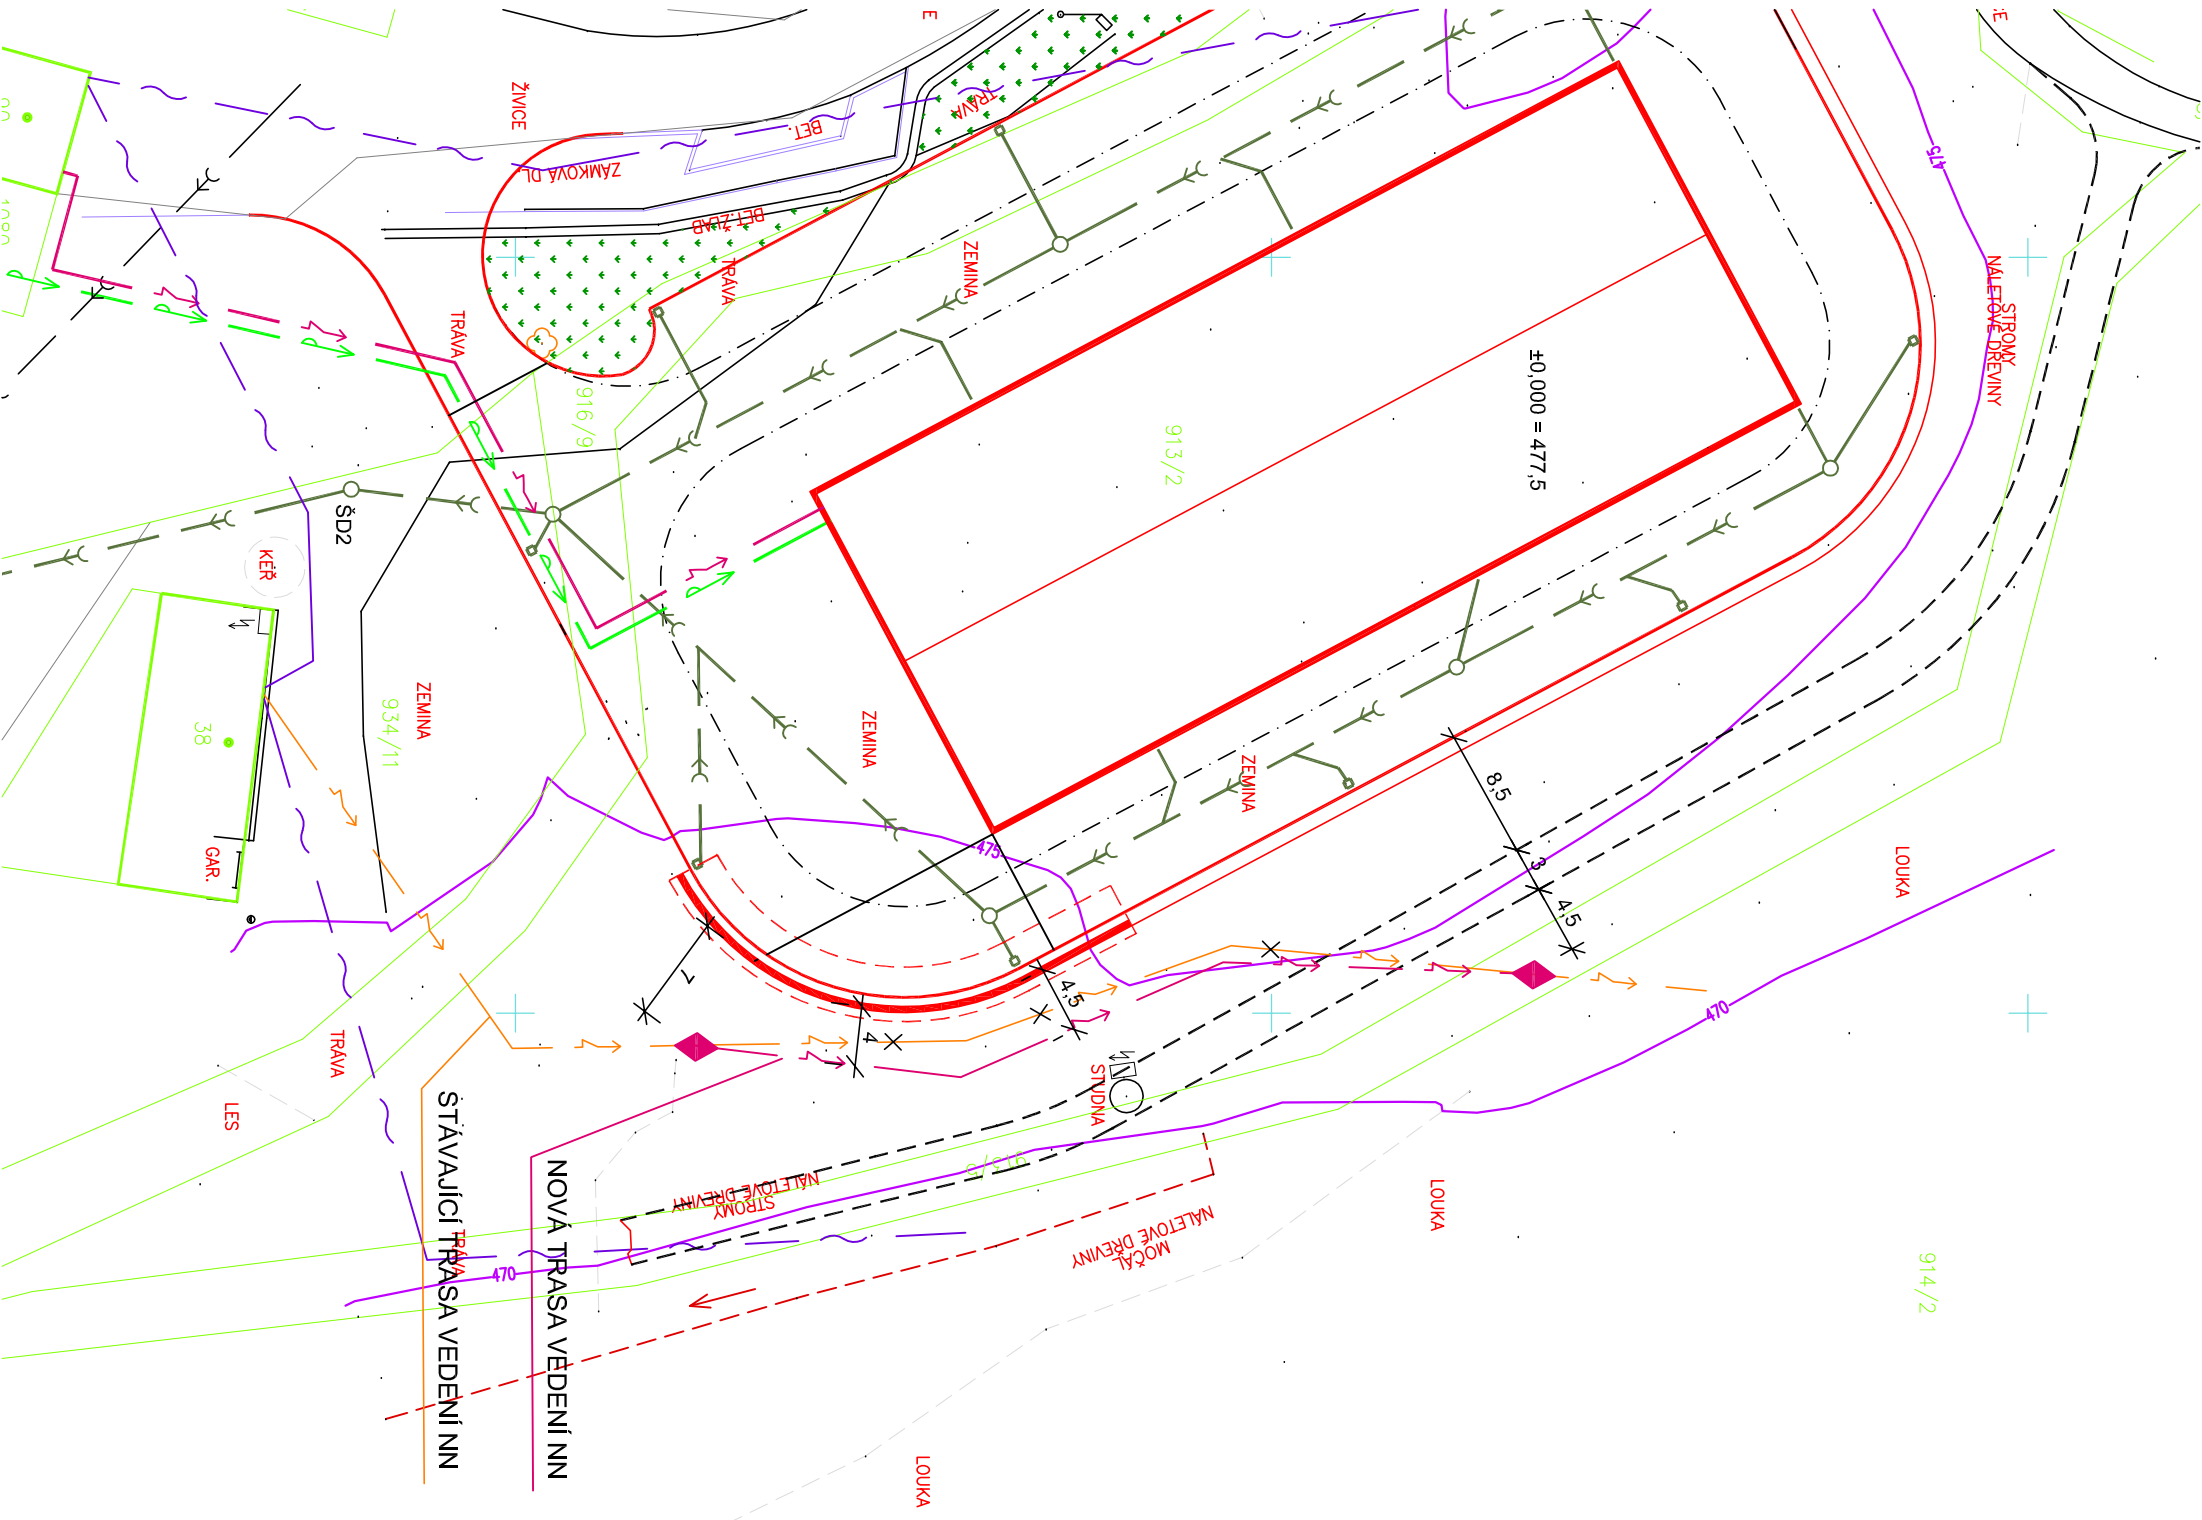 E
ŽIVICE
BET.
TRÁVA
ZÁMKOVÁ DL.
BET.ŽLAB
TRÁVA
ZEMINA
TRÁVA
475
NÁLETOVÉ DŘEVINY
STROMY
916/9
913/2
±0,000 = 477,5
ŠD2
KEŘ
38
GAR.
934/11
ZEMINA
ZEMINA
ZEMINA
475
8,5
3
4,5
LOUKA
7
4
4,5
470
STUDNA
TRÁVA
LES
STÁVAJÍCÍ TRASA VEDENÍ NN
NOVÁ TRASA VEDENÍ NN
TRÁVA
470
NÁLETOVÉ DŘEVINY
STROMY
NÁLETOVÉ DŘEVINY
MOČÁL
LOUKA
914/2
LOUKA